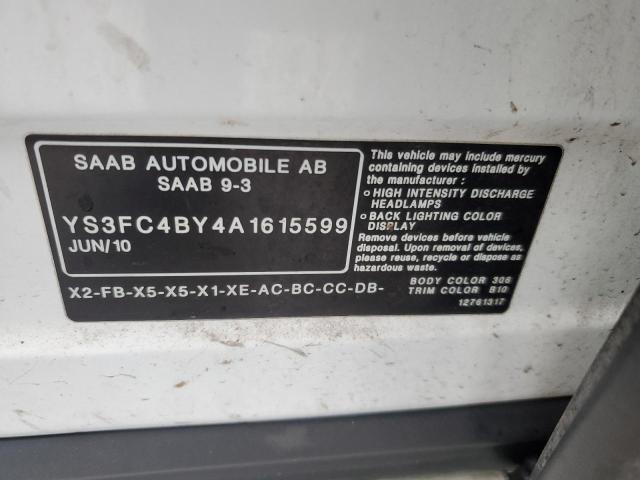 SAAB AUTOMOBILE AB
SAAB 9-3
YS3FC4BY4A1615599
JUN/10
X2-FB-X5-X5-X1-XE-AC-BC-CC-DB-
This vehicle may include mercury
containing devices installed by
the manufacturer :
o HIGH INTENSITY DISCHARGE
HEADLAMPS
o BACK LIGHTING COLOR
DISPLAY
Remove devices before vehicle
disposal. Upon removal of devices,
please reuse, recycle or dispose as
hazardous waste.
BODY COLOR 306
TRIM COLOR B10
12761317